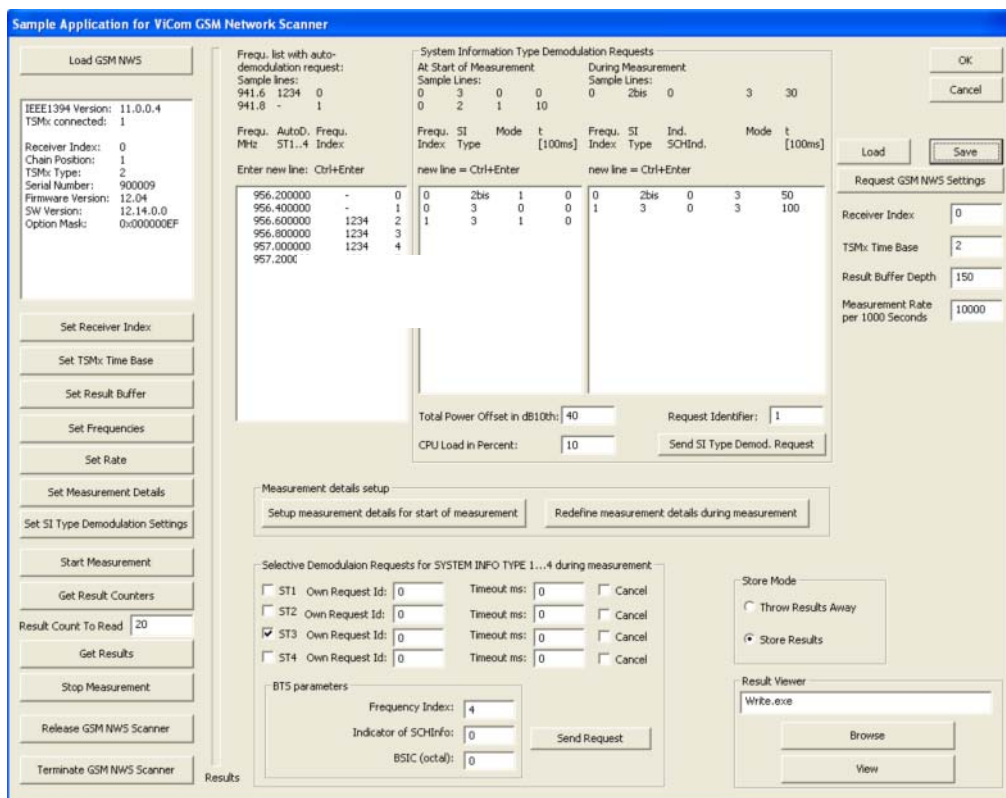 Sample Application for ViCom GSM Network Scanner
Load GSM NWS
IEEE1394 Version: 11.0.0.4
TSMx connected: 1
Receiver Index: 0
Chain Position: 1
TSMx Type: 2
Serial Number: 900009
Firmware Version: 12.04
SW Version: 12.14.0.0
Option Mask: 0x000000EF
Set Receiver Index
Set TSMx Time Base
Set Result Buffer
Set Frequencies
Set Rate
Set Measurement Details
Set SI Type Demodulation Settings
Start Measurement
Get Result Counters
Result Count To Read 20
Get Results
Stop Measurement
Release GSM NWS Scanner
Terminate GSM NWS Scanner
Results
Frequ. list with auto-
demodulation request:
Sample lines:
941.6 1234 0
941.8 - 1
Frequ. AutoD. Frequ.
MHz ST1..4 Index
Enter new line: Ctrl+Enter
956.200000 - 0
956.400000 - 1
956.600000 1234 2
956.800000 1234 3
957.000000 1234 4
957.2000
System Information Type Demodulation Requests
At Start of Measurement
Sample Lines:
0 3 0 0
0 2 1 10
Frequ. SI Mode t
Index Type [100ms]
new line = Ctrl+Enter
0 2bis 1 0
0 3 0 0
1 3 1 0
During Measurement
Sample Lines:
0 2bis 0 3 30
Frequ. SI Ind. Mode t
Index Type SCHInd. [100ms]
new line = Ctrl+Enter
0 2bis 0 3 50
1 3 0 3 100
Total Power Offset in dB10th: 40
Request Identifier: 1
CPU Load in Percent: 10
Send SI Type Demod. Request
Measurement details setup
Setup measurement details for start of measurement
Redefine measurement details during measurement
Selective Demodulaion Requests for SYSTEM INFO TYPE 1...4 during measurement
ST1 Own Request Id: 0 Timeout ms: 0 Cancel
ST2 Own Request Id: 0 Timeout ms: 0 Cancel
ST3 Own Request Id: 0 Timeout ms: 0 Cancel
ST4 Own Request Id: 0 Timeout ms: 0 Cancel
BTS parameters
Frequency Index: 4
Indicator of SCHInfo: 0
BSIC (octal): 0
Send Request
OK
Cancel
Load
Save
Request GSM NWS Settings
Receiver Index 0
TSMx Time Base 2
Result Buffer Depth 150
Measurement Rate
per 1000 Seconds 10000
Store Mode
Throw Results Away
Store Results
Result Viewer
Write.exe
Browse
View